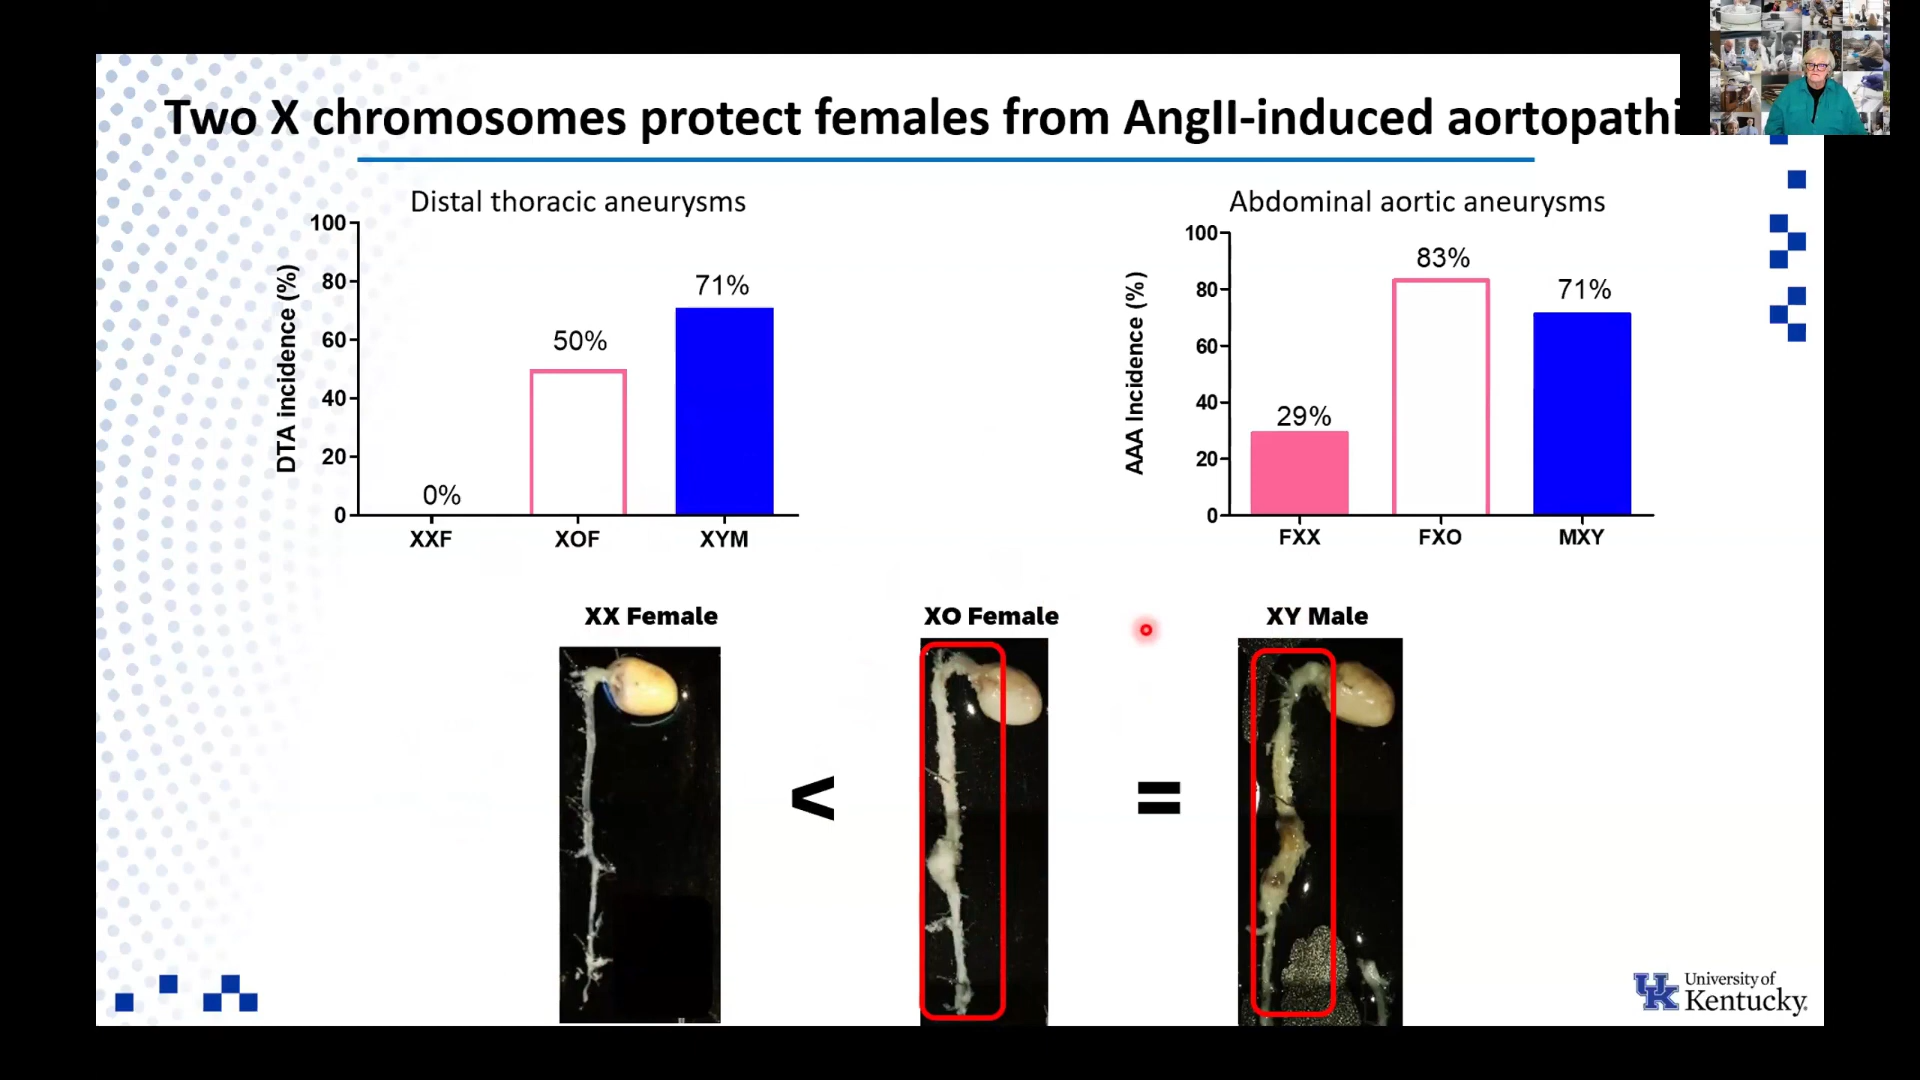 Two X chromosomes protect females from AngII-induced aortopathi
Distal thoracic aneurysms
DTA incidence (%)
100
80
60
40
20
0
0%
50%
71%
XXF
XOF
XYM
Abdominal aortic aneurysms
AAA Incidence (%)
100
80
60
40
20
0
29%
83%
71%
FXX
FXO
MXY
XX Female
XO Female
XY Male
<
=
UK
University of
Kentucky.